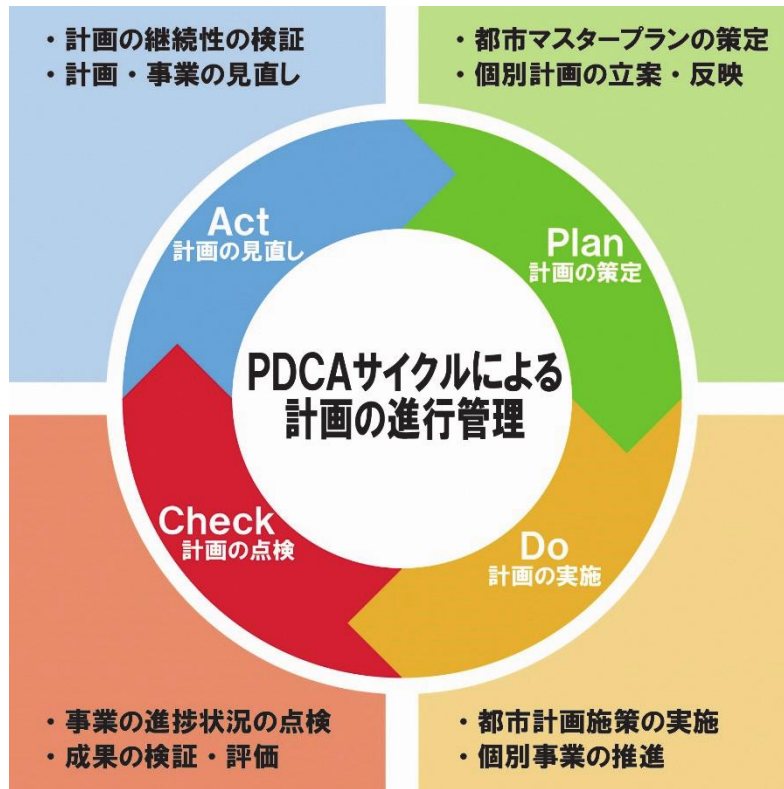 ・計画の継続性の検証
・計画・事業の見直し
・都市マスタープランの策定
・個別計画の立案・反映
Act
計画の見直し
Plan
計画の策定
PDCAサイクルによる
計画の進行管理
Check
計画の点検
Do
計画の実施
・事業の進捗状況の点検
・成果の検証・評価
・都市計画施策の実施
・個別事業の推進